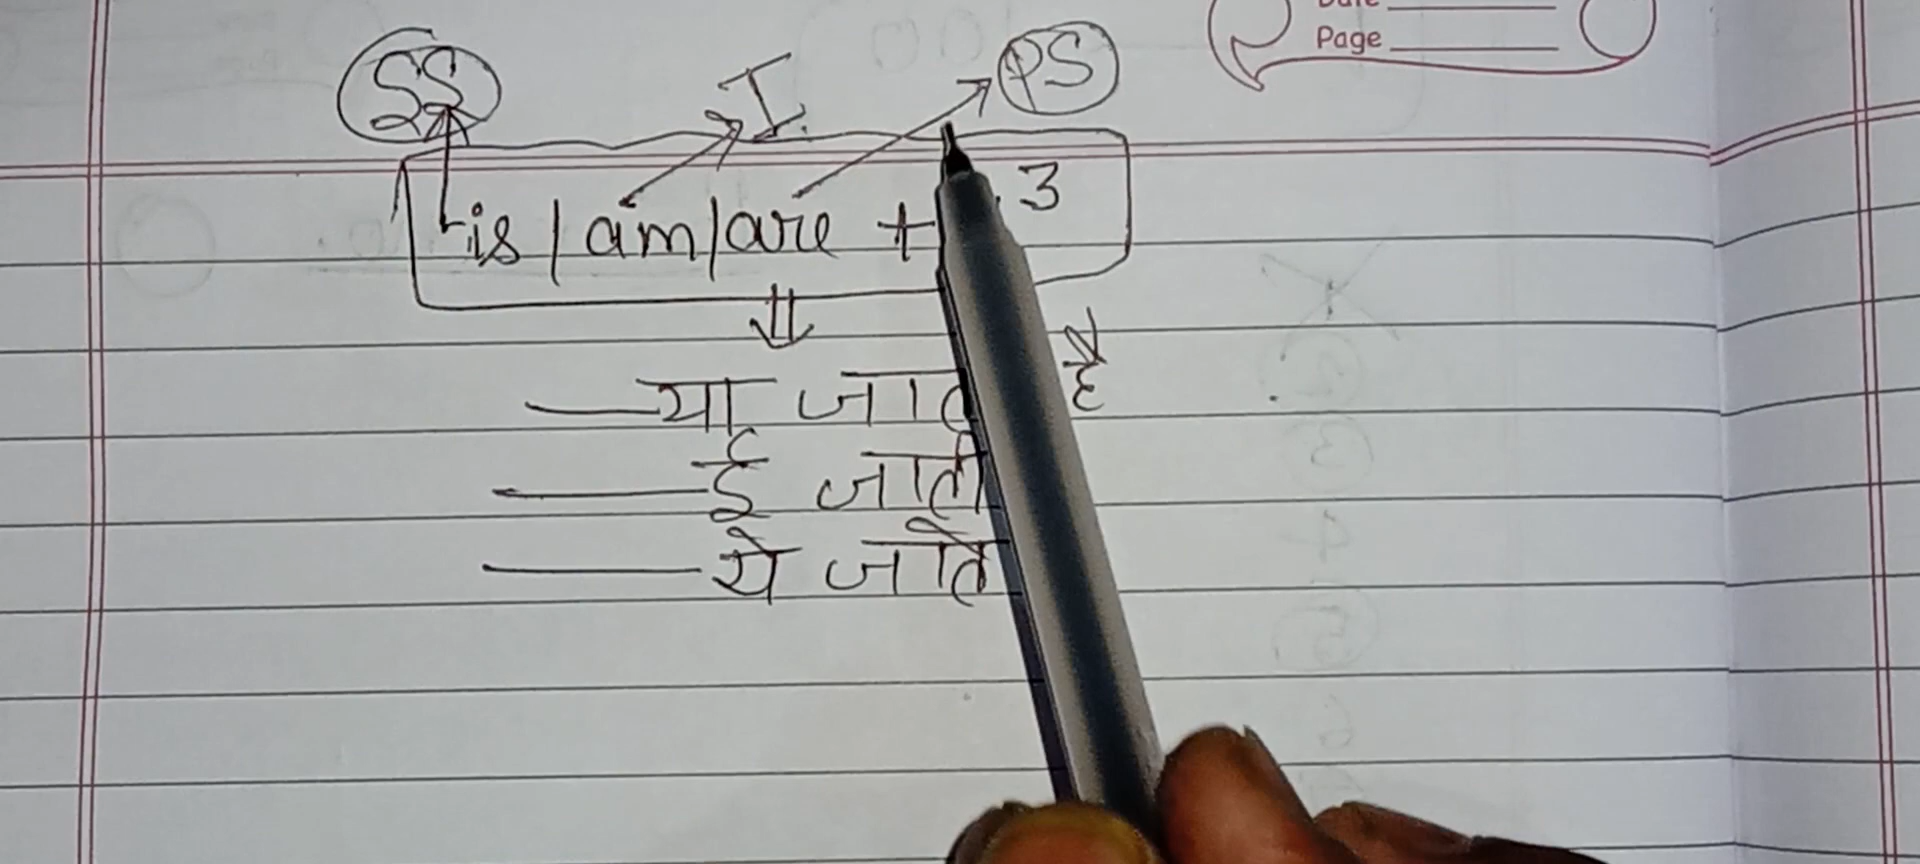 Page
SS I PS
is / am / are + 3
या है
ई जाती
ये जाते